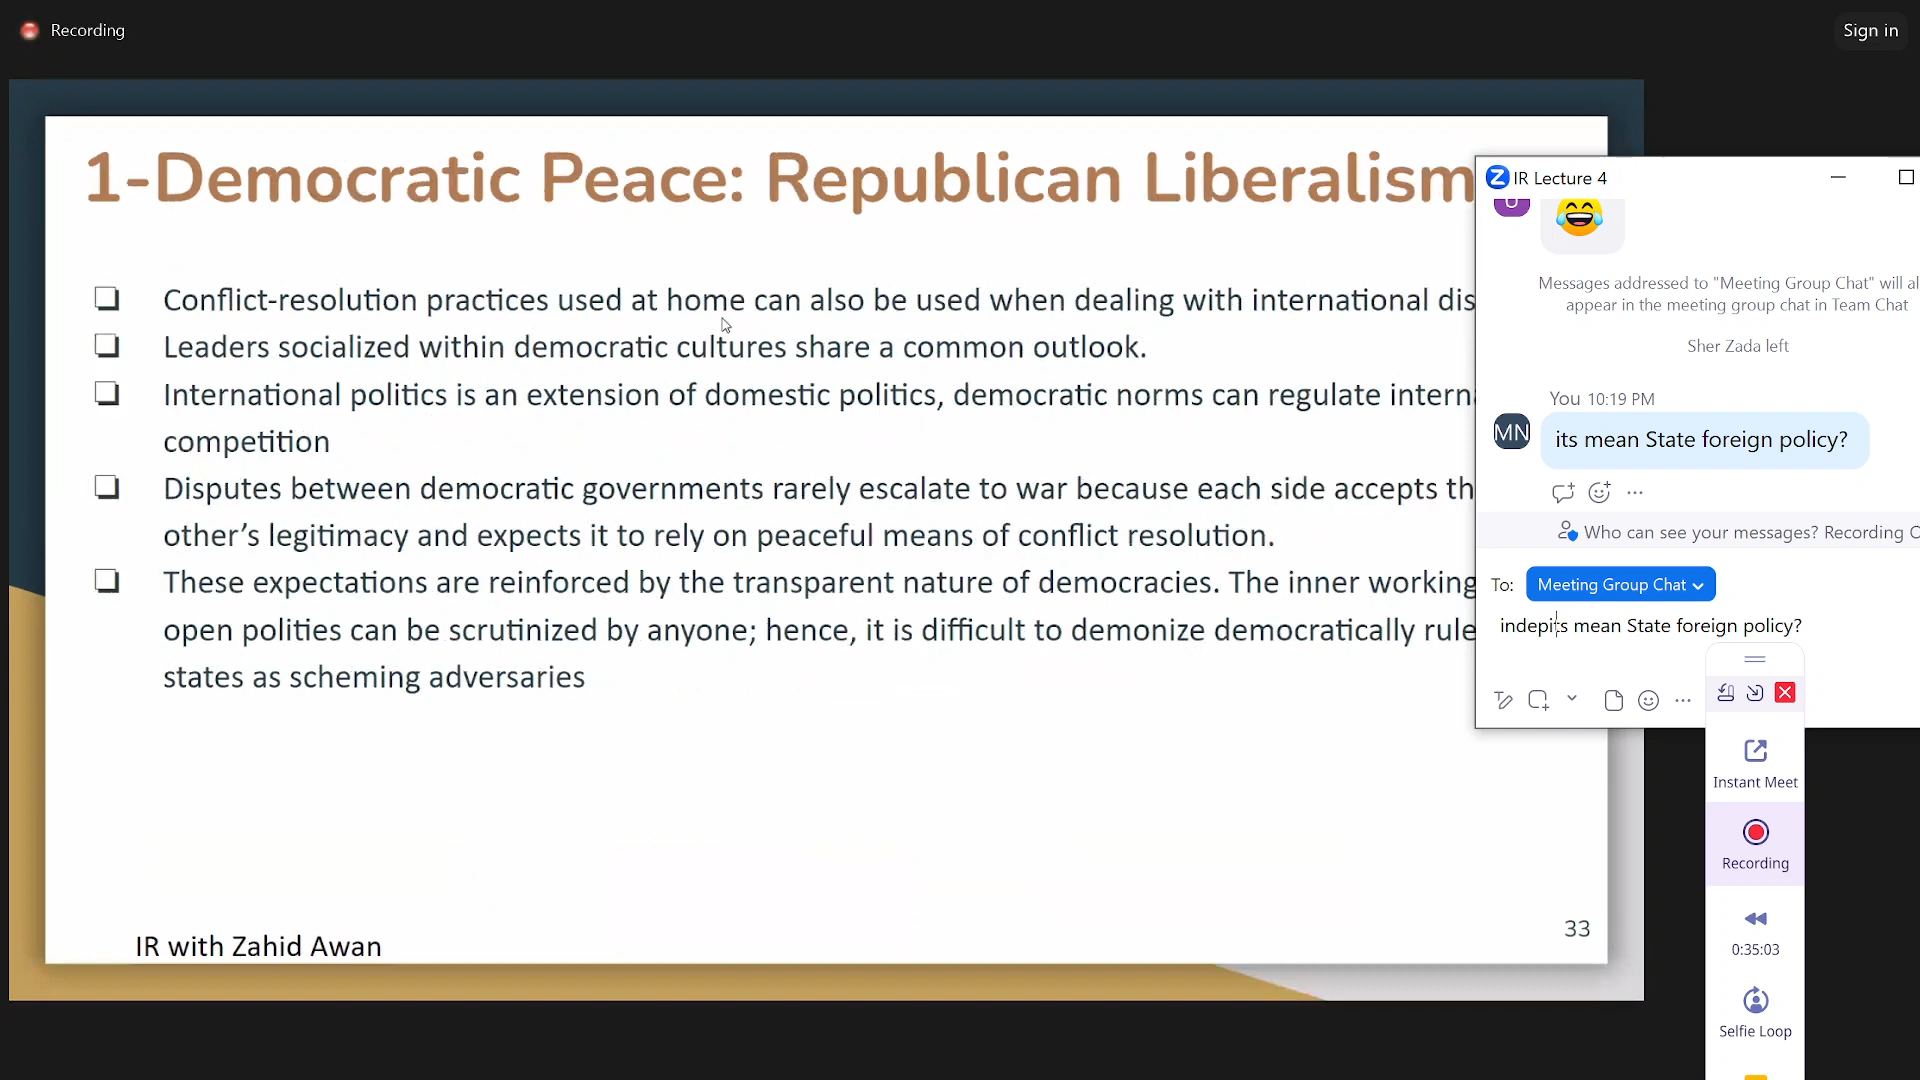 Recording
Sign in
1-Democratic Peace: Republican Liberalism
Conflict-resolution practices used at home can also be used when dealing with international dis
Leaders socialized within democratic cultures share a common outlook.
International politics is an extension of domestic politics, democratic norms can regulate interna
competition
Disputes between democratic governments rarely escalate to war because each side accepts th
other’s legitimacy and expects it to rely on peaceful means of conflict resolution.
These expectations are reinforced by the transparent nature of democracies. The inner working
open polities can be scrutinized by anyone; hence, it is difficult to demonize democratically rule
states as scheming adversaries
IR with Zahid Awan
33
IR Lecture 4
U
Messages addressed to "Meeting Group Chat" will al
appear in the meeting group chat in Team Chat
Sher Zada left
You 10:19 PM
MN
its mean State foreign policy?
Who can see your messages? Recording O
To: Meeting Group Chat
indepits mean State foreign policy?
Instant Meet
Recording
0:35:03
Selfie Loop